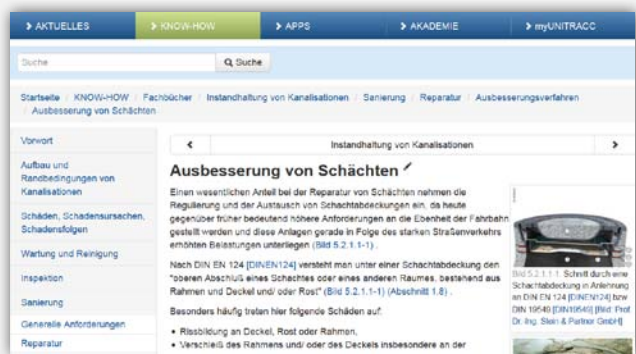 AKTUELLES KNOW-HOW APPS AKADEMIE myUNITRACC
Suche Suche
Startseite / KNOW-HOW / Fachbücher / Instandhaltung von Kanalisationen / Sanierung / Reparatur / Ausbesserungsverfahren
/ Ausbesserung von Schächten
Vorwort
Aufbau und
Randbedingungen von
Kanalisationen
Schäden, Schadensursachen,
Schadensfolgen
Wartung und Reinigung
Inspektion
Sanierung
Generelle Anforderungen
Reparatur
Instandhaltung von Kanalisationen
Ausbesserung von Schächten
Einen wesentlichen Anteil bei der Reparatur von Schächten nehmen die
Regulierung und der Austausch von Schachtabdeckungen ein, da heute
gegenüber früher bedeutend höhere Anforderungen an die Ebenheit der Fahrbahn
gestellt werden und diese Anlagen gerade in Folge des starken Straßenverkehrs
erhöhten Belastungen unterliegen (Bild 5.2.1.1-1) .
Nach DIN EN 124 [DINEN124] versteht man unter einer Schachtabdeckung den
"oberen Abschluß eines Schachtes oder eines anderen Raumes, bestehend aus
Rahmen und Deckel und/ oder Rost" (Bild 5.2.1.1-1) (Abschnitt 1.8) .
Besonders häufig treten hier folgende Schäden auf:
• Rissbildung an Deckel, Rost oder Rahmen,
• Verschleiß des Rahmens und/ oder des Deckels insbesondere an der
Bild 5.2.1.1-1: Schnitt durch eine
Schachtabdeckung in Anlehnung
an DIN EN 124 [DINEN124] bzw
DIN 19549 [DIN19549] [Bild: Prof.
Dr.-Ing. Stein & Partner GmbH]